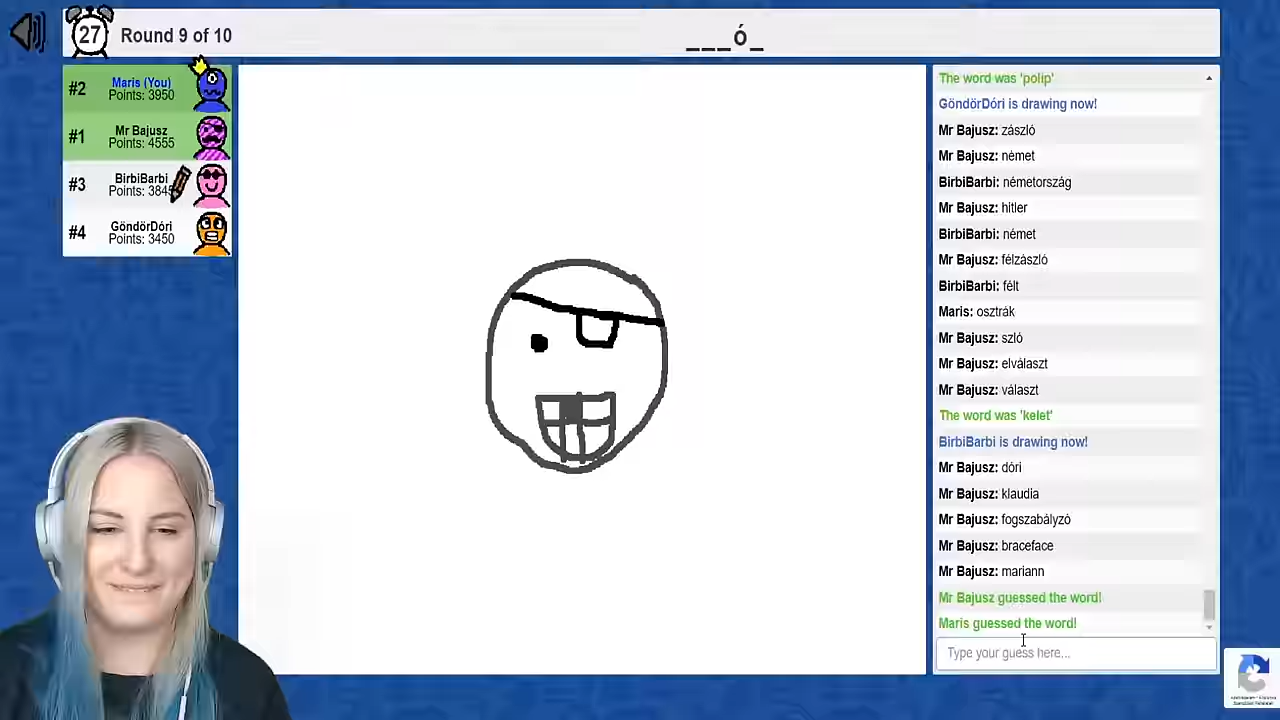 27
Round 9 of 10
___ó_
#2
Maris (You)
Points: 3950
#1
Mr Bajusz
Points: 4555
#3
BirbiBarbi
Points: 3845
#4
GöndörDóri
Points: 3450
The word was 'polip'
GöndörDóri is drawing now!
Mr Bajusz: zászló
Mr Bajusz: német
BirbiBarbi: németország
Mr Bajusz: hitler
BirbiBarbi: német
Mr Bajusz: félzászló
BirbiBarbi: félt
Maris: osztrák
Mr Bajusz: szló
Mr Bajusz: elválaszt
Mr Bajusz: választ
The word was 'kelet'
BirbiBarbi is drawing now!
Mr Bajusz: dóri
Mr Bajusz: klaudia
Mr Bajusz: fogszabályzó
Mr Bajusz: braceface
Mr Bajusz: mariann
Mr Bajusz guessed the word!
Maris guessed the word!
Type your guess here...